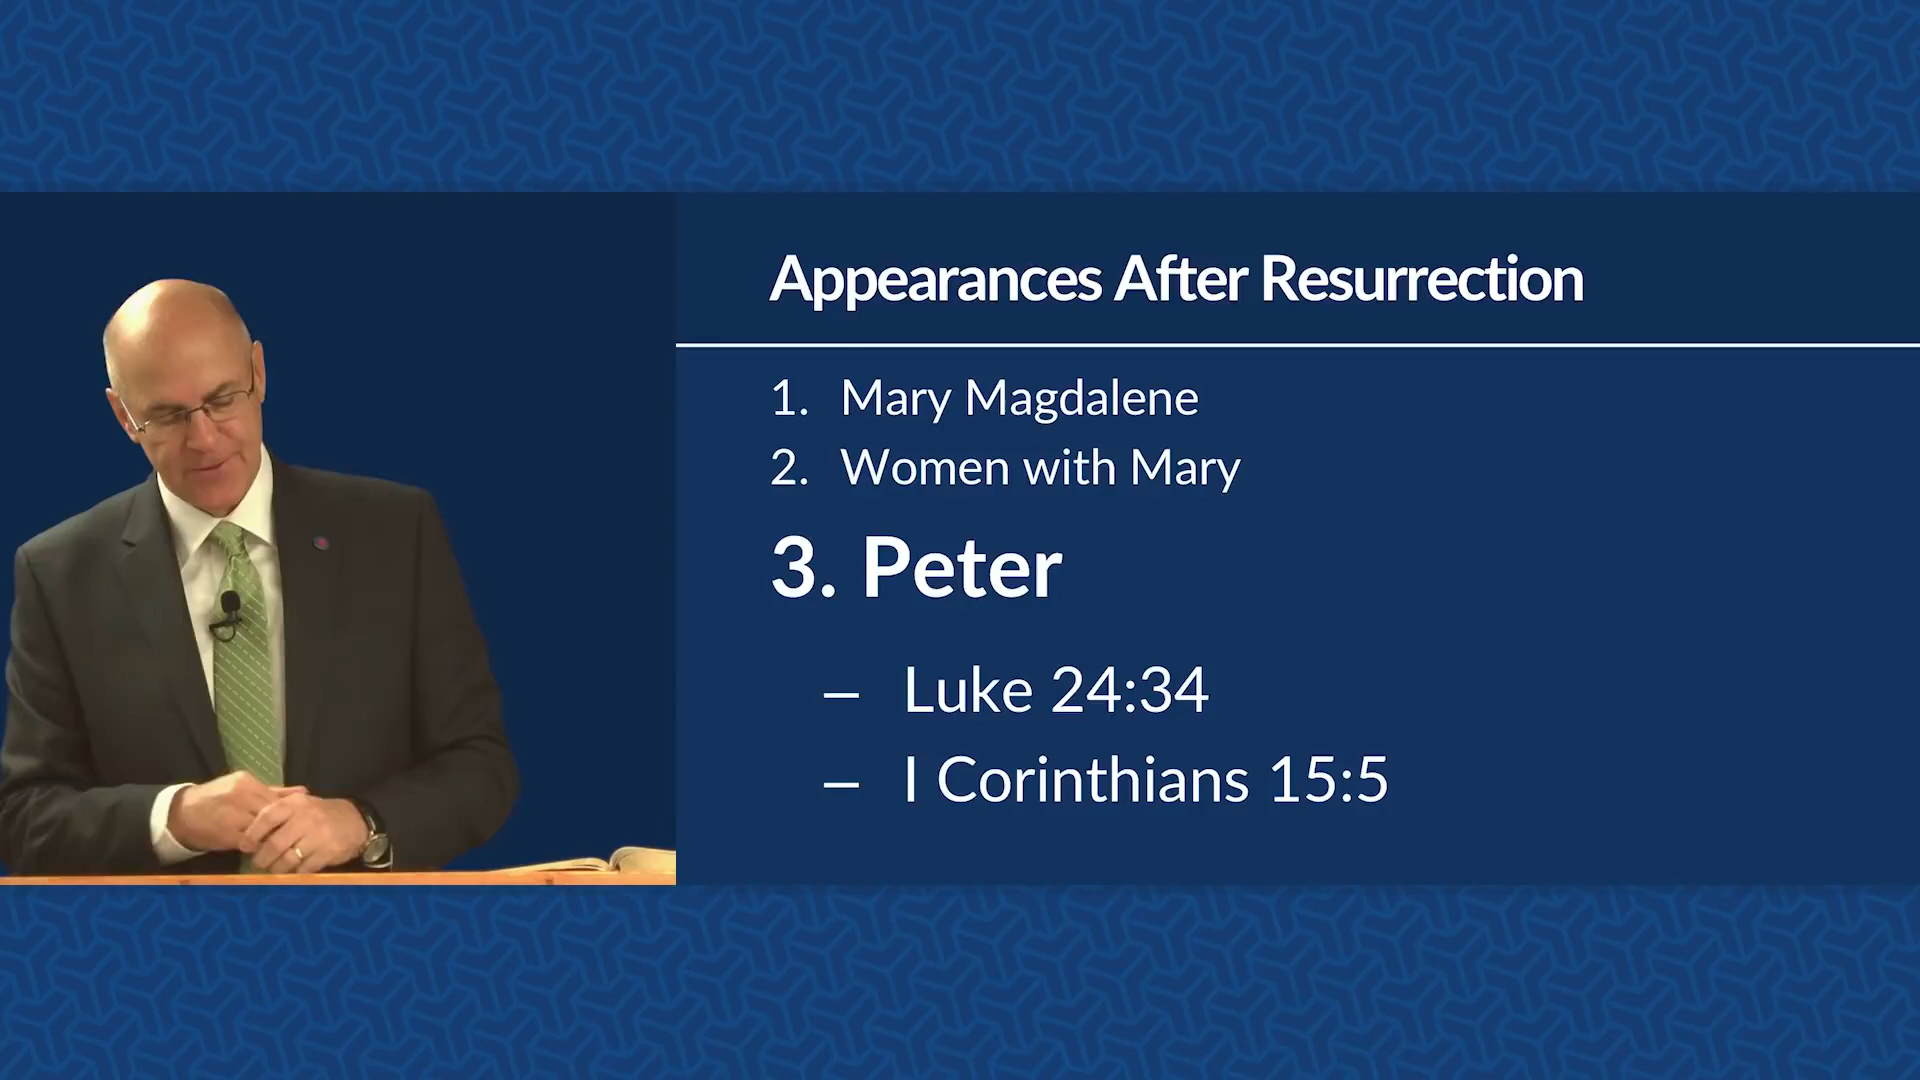 Appearances After Resurrection
1. Mary Magdalene
2. Women with Mary
3. Peter
– Luke 24:34
– I Corinthians 15:5